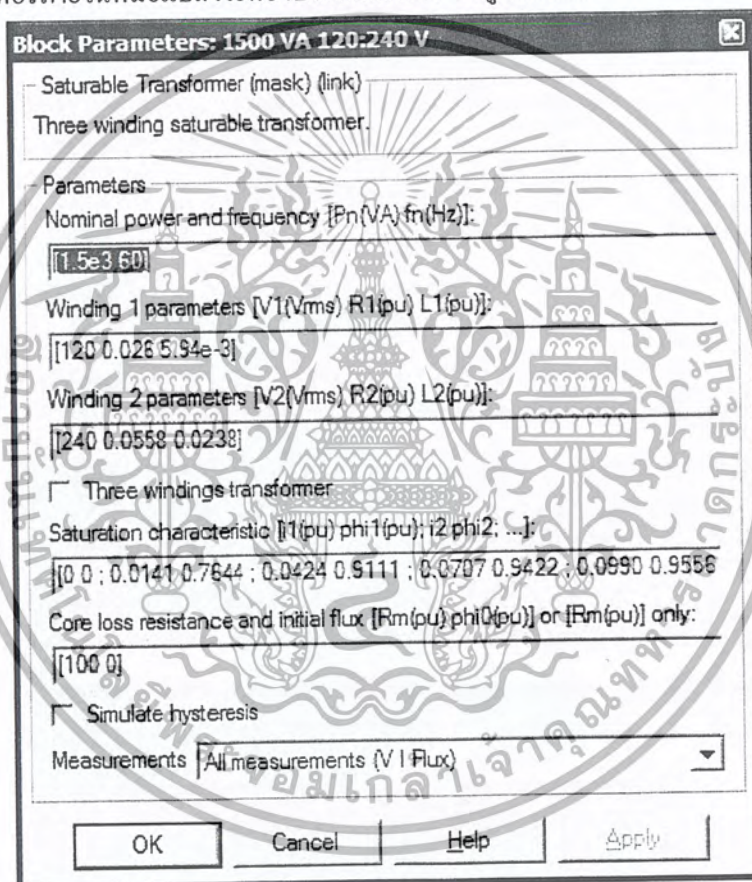 Block Parameters: 1500 VA 120:240 V
Saturable Transformer (mask) (link)
Three winding saturable transformer.
Parameters
Nominal power and frequency [Pn(VA) fn(Hz)]:
[1.5e3 60]
Winding 1 parameters [V1(Vrms) R1(pu) L1(pu)]:
[120 0.026 5.94e-3]
Winding 2 parameters [V2(Vrms) R2(pu) L2(pu)]:
[240 0.0558 0.0238]
Three windings transformer
Saturation characteristic [i1(pu) phi1(pu); i2 phi2; ...]:
[0 0 ; 0.0141 0.7644 ; 0.0424 0.9111 ; 0.0707 0.9422 ; 0.0990 0.9556
Core loss resistance and initial flux [Rm(pu) phi0(pu)] or [Rm(pu)] only:
[100 0]
Simulate hysteresis
Measurements All measurements (V I Flux)
OK Cancel Help Apply